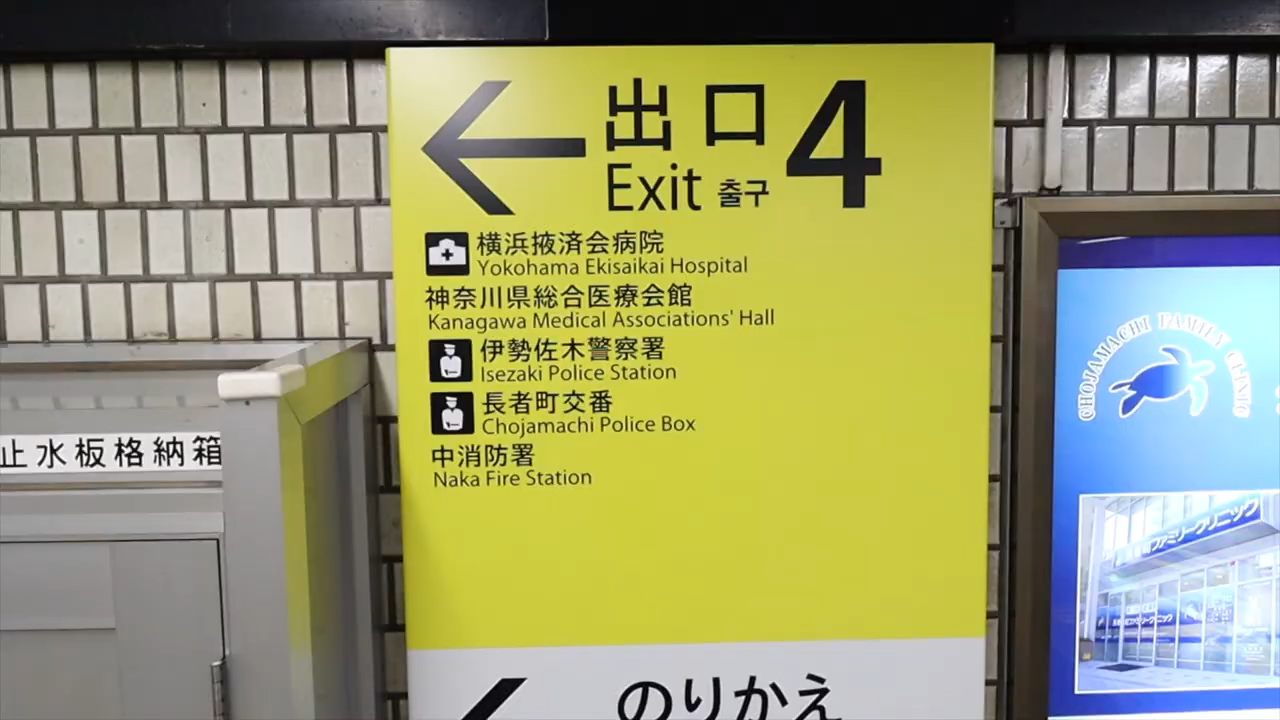 出口 4
Exit 출구
横浜掖済会病院
Yokohama Ekisaikai Hospital
神奈川県総合医療会館
Kanagawa Medical Associations' Hall
伊勢佐木警察署
Isezaki Police Station
長者町交番
Chojamachi Police Box
中消防署
Naka Fire Station
のりかえ
止水板格納箱
CHOJAMACHI FAMILY CLINIC
ファミリークリニック